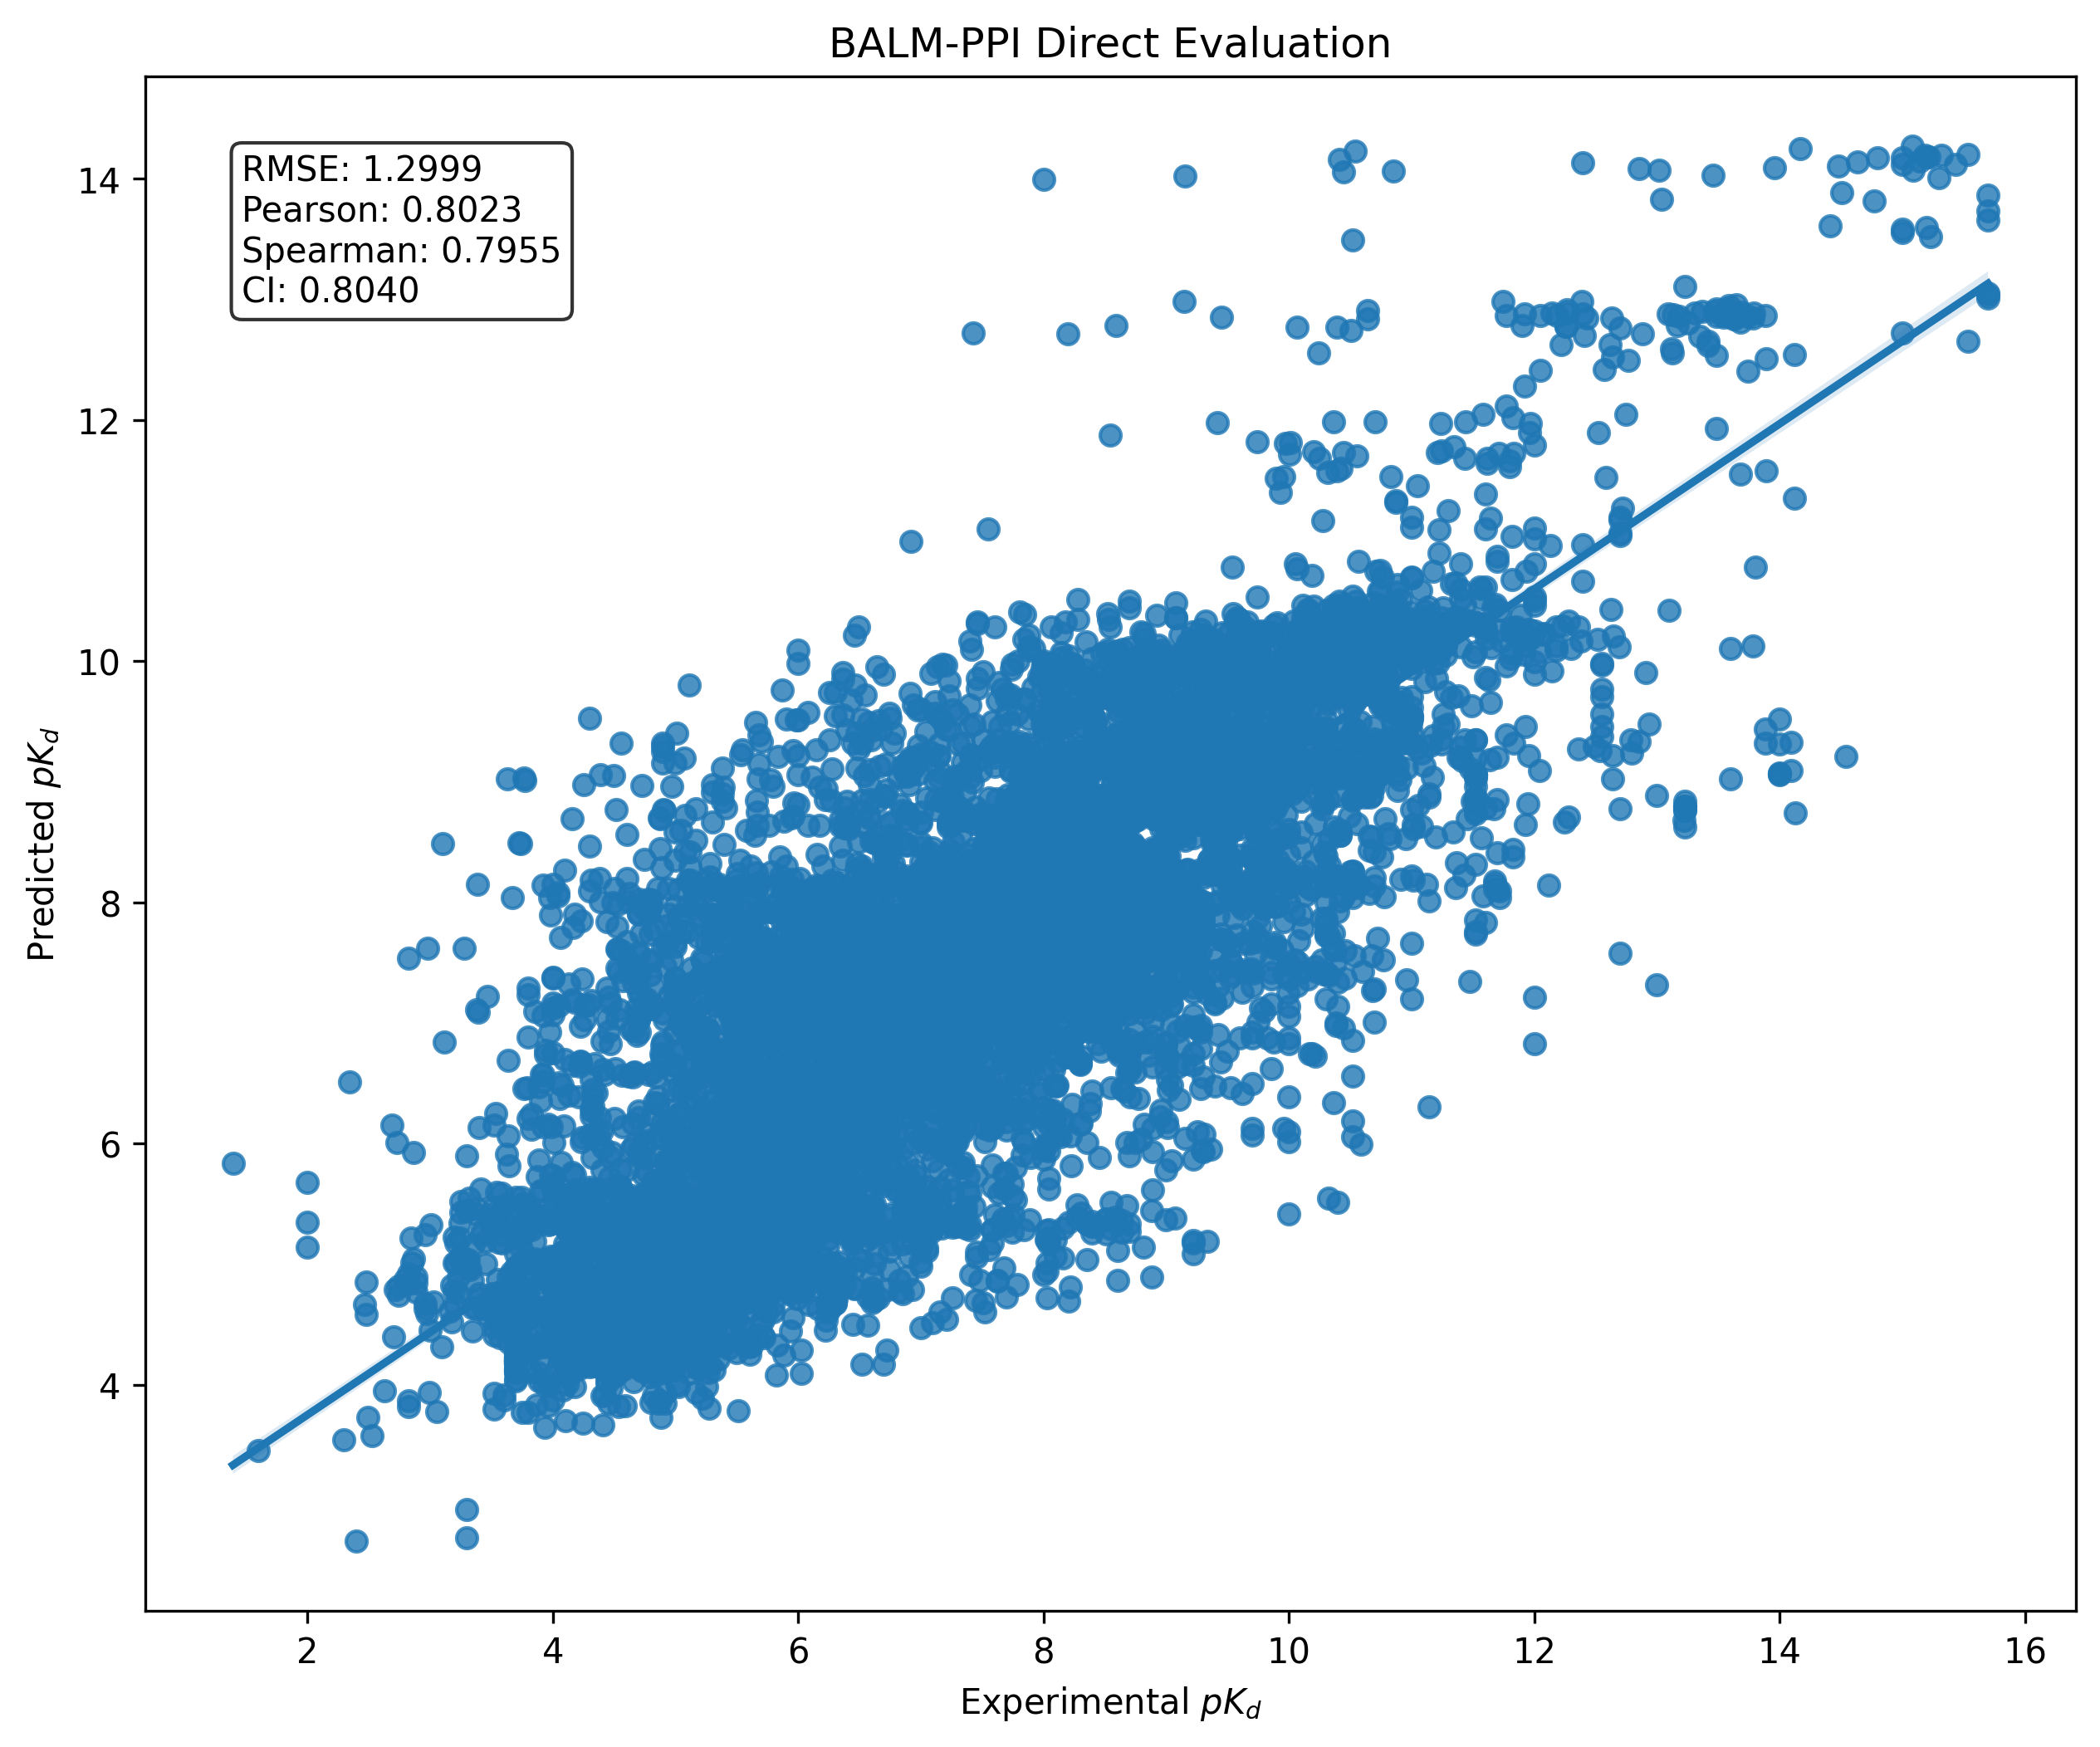 BALM-PPI Direct Evaluation
RMSE: 1.2999
Pearson: 0.8023
Spearman: 0.7955
CI: 0.8040
14
12
10
8
6
4
Predicted pK_d
2 4 6 8 10 12 14 16
Experimental pK_d